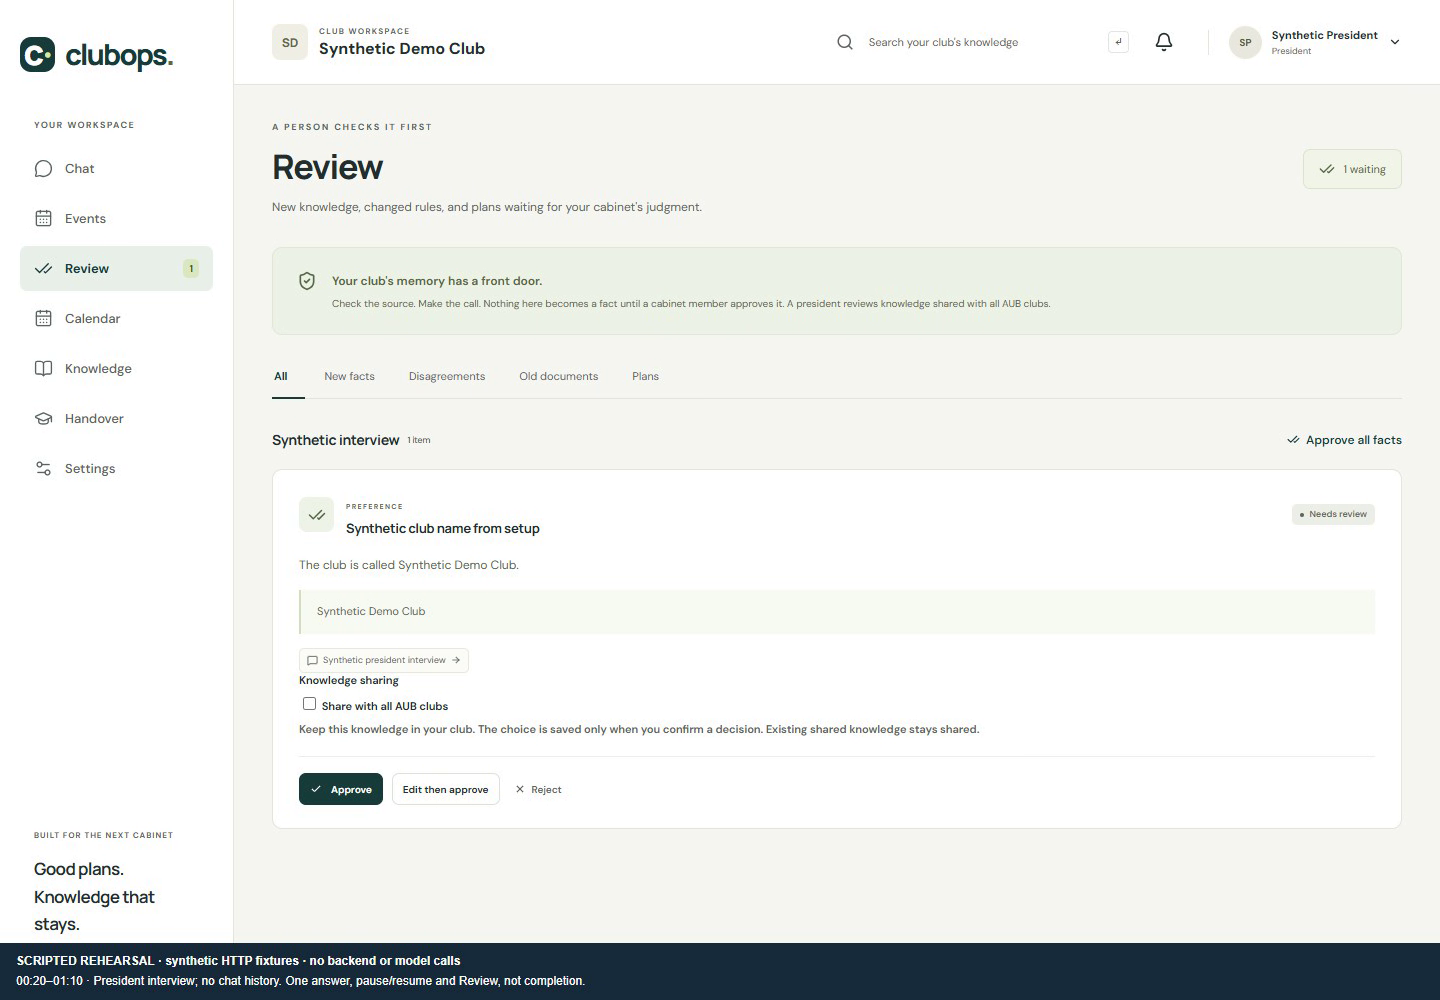 clubops.
SD
CLUB WORKSPACE
Synthetic Demo Club
Search your club's knowledge
SP
Synthetic President
President
YOUR WORKSPACE
Chat
Events
Review
1
Calendar
Knowledge
Handover
Settings
A PERSON CHECKS IT FIRST
Review
1 waiting
New knowledge, changed rules, and plans waiting for your cabinet's judgment.
Your club's memory has a front door.
Check the source. Make the call. Nothing here becomes a fact until a cabinet member approves it. A president reviews knowledge shared with all AUB clubs.
All
New facts
Disagreements
Old documents
Plans
Synthetic interview
1 item
Approve all facts
PREFERENCE
Synthetic club name from setup
Needs review
The club is called Synthetic Demo Club.
Synthetic Demo Club
Synthetic president interview
Knowledge sharing
Share with all AUB clubs
Keep this knowledge in your club. The choice is saved only when you confirm a decision. Existing shared knowledge stays shared.
Approve
Edit then approve
Reject
BUILT FOR THE NEXT CABINET
Good plans.
Knowledge that
stays.
SCRIPTED REHEARSAL · synthetic HTTP fixtures · no backend or model calls
00:20–01:10 · President interview; no chat history. One answer, pause/resume and Review, not completion.